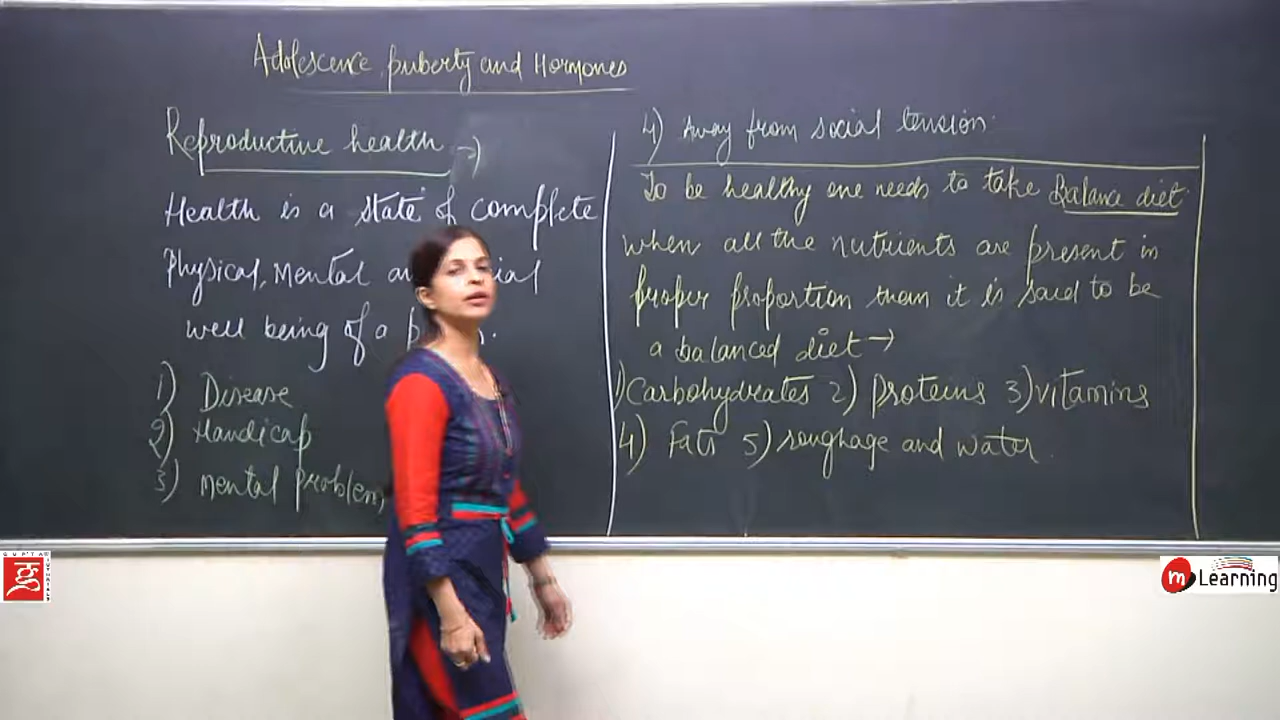 Adolescence, puberty and Hormones
Reproductive health →
Health is a state of complete
Physical, Mental an ial
well being of a p .
1) Disease
2) Handicap
3) Mental problem,
4) Away from social tension.
To be healthy one needs to take Balance diet
when all the nutrients are present in
proper proportion then it is said to be
a balanced diet →
1) Carbohydrates 2) Proteins 3) vitamins
4) Fats 5) roughage and water.
m Learning